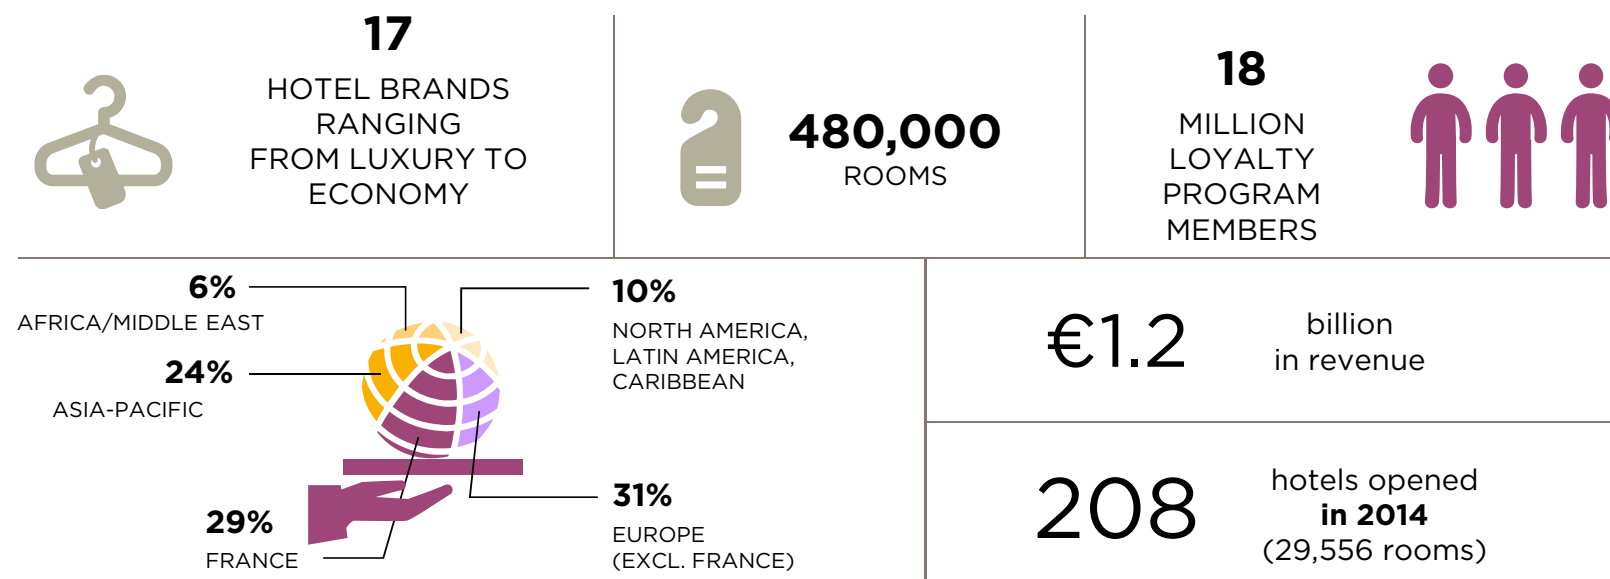 17
HOTEL BRANDS
RANGING
FROM LUXURY TO
ECONOMY
480,000
ROOMS
18
MILLION
LOYALTY
PROGRAM
MEMBERS
6%
AFRICA/MIDDLE EAST
24%
ASIA-PACIFIC
10%
NORTH AMERICA,
LATIN AMERICA,
CARIBBEAN
29%
FRANCE
31%
EUROPE
(EXCL. FRANCE)
€1.2
billion
in revenue
208
hotels opened
in 2014
(29,556 rooms)